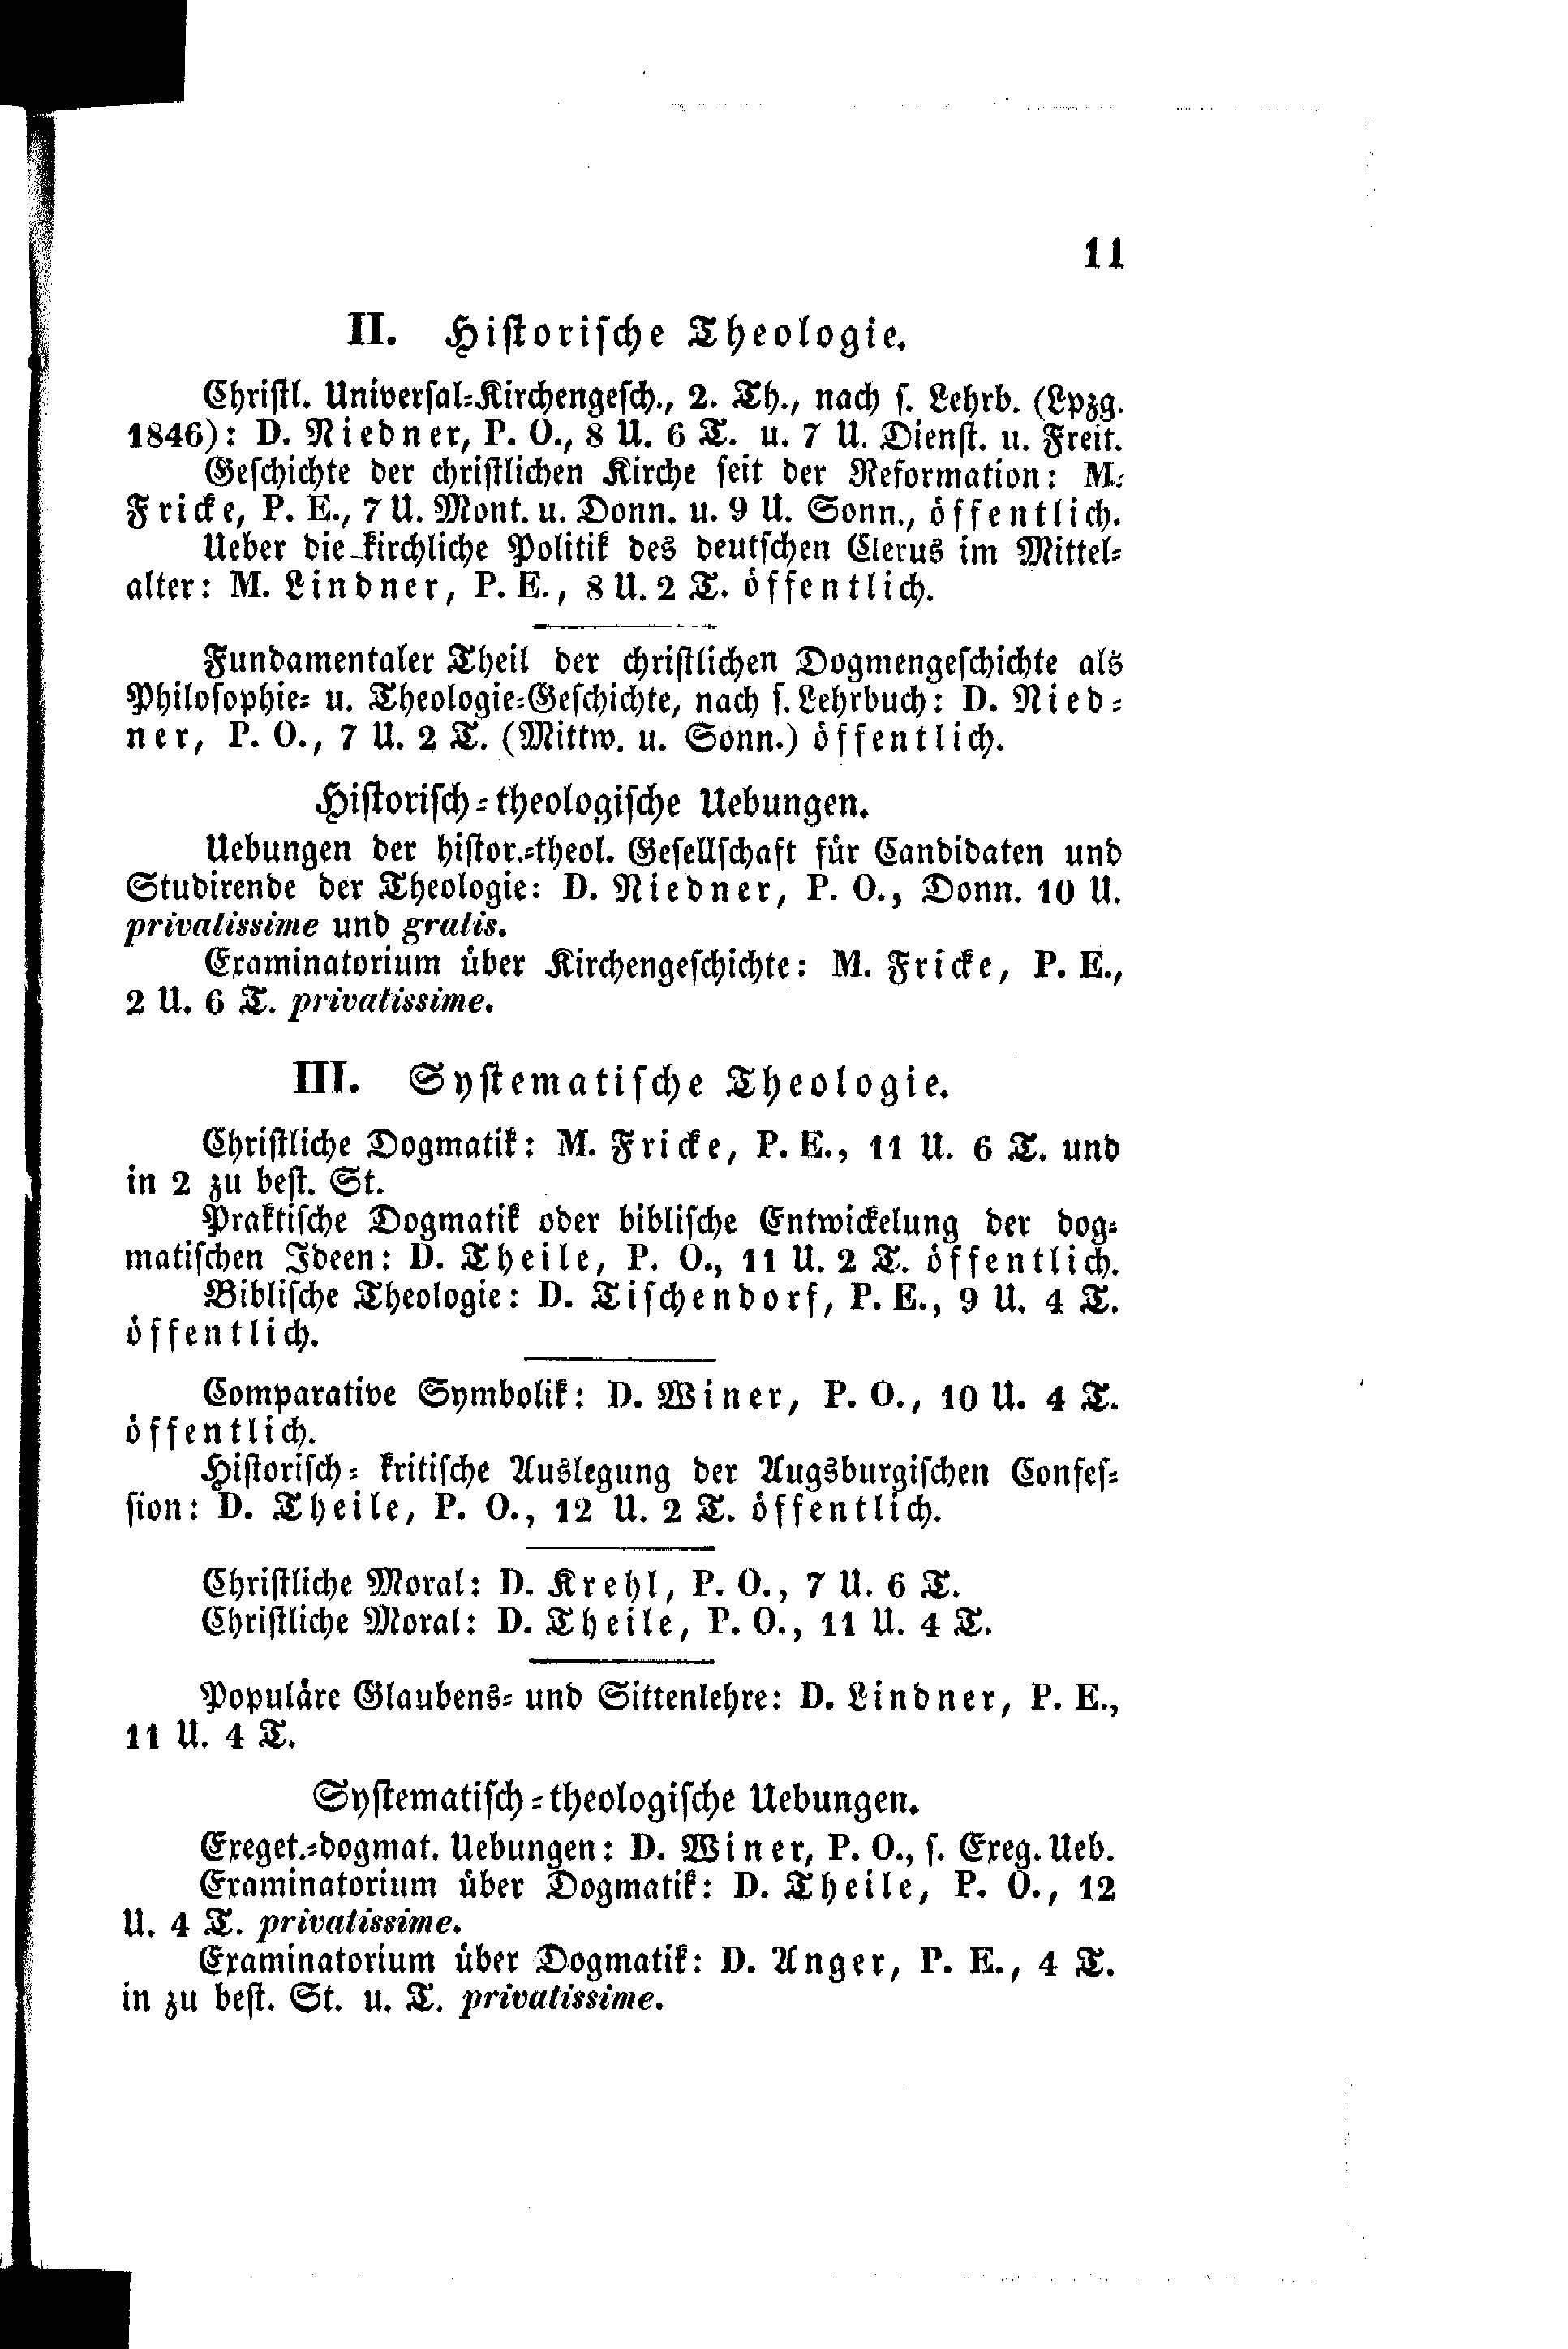 11
II. Historische Theologie.
Christl. Universal-Kirchengesch., 2. Th., nach s. Lehrb. (Lpzg.
1846): D. Niedner, P. O., 8 U. 6 T. u. 7 U. Dienst. u. Freit.
Geschichte der christlichen Kirche seit der Reformation: M.
Fricke, P. E., 7 U. Mont. u. Donn. u. 9 U. Sonn., öffentlich.
Ueber die kirchliche Politik des deutschen Clerus im Mittel-
alter: M. Lindner, P. E., 8 U. 2 T. öffentlich.
Fundamentaler Theil der christlichen Dogmengeschichte als
Philosophie- u. Theologie-Geschichte, nach s. Lehrbuch: D. Nied-
ner, P. O., 7 U. 2 T. (Mittw. u. Sonn.) öffentlich.
Historisch-theologische Uebungen.
Uebungen der histor.-theol. Gesellschaft für Candidaten und
Studirende der Theologie: D. Niedner, P. O., Donn. 10 U.
privatissime und gratis.
Examinatorium über Kirchengeschichte: M. Fricke, P. E.,
2 U. 6 T. privatissime.
III. Systematische Theologie.
Christliche Dogmatik: M. Fricke, P. E., 11 U. 6 T. und
in 2 zu best. St.
Praktische Dogmatik oder biblische Entwickelung der dog-
matischen Ideen: D. Theile, P. O., 11 U. 2 T. öffentlich.
Biblische Theologie: D. Tischendorf, P. E., 9 U. 4 T.
öffentlich.
Comparative Symbolik: D. Winer, P. O., 10 U. 4 T.
öffentlich.
Historisch-kritische Auslegung der Augsburgischen Confes-
sion: D. Theile, P. O., 12 U. 2 T. öffentlich.
Christliche Moral: D. Krehl, P. O., 7 U. 6 T.
Christliche Moral: D. Theile, P. O., 11 U. 4 T.
Populäre Glaubens- und Sittenlehre: D. Lindner, P. E.,
11 U. 4 T.
Systematisch-theologische Uebungen.
Exeget.-dogmat. Uebungen: D. Winer, P. O., s. Exeg. Ueb.
Examinatorium über Dogmatik: D. Theile, P. O., 12
U. 4 T. privatissime.
Examinatorium über Dogmatik: D. Anger, P. E., 4 T.
in zu best. St. u. T. privatissime.